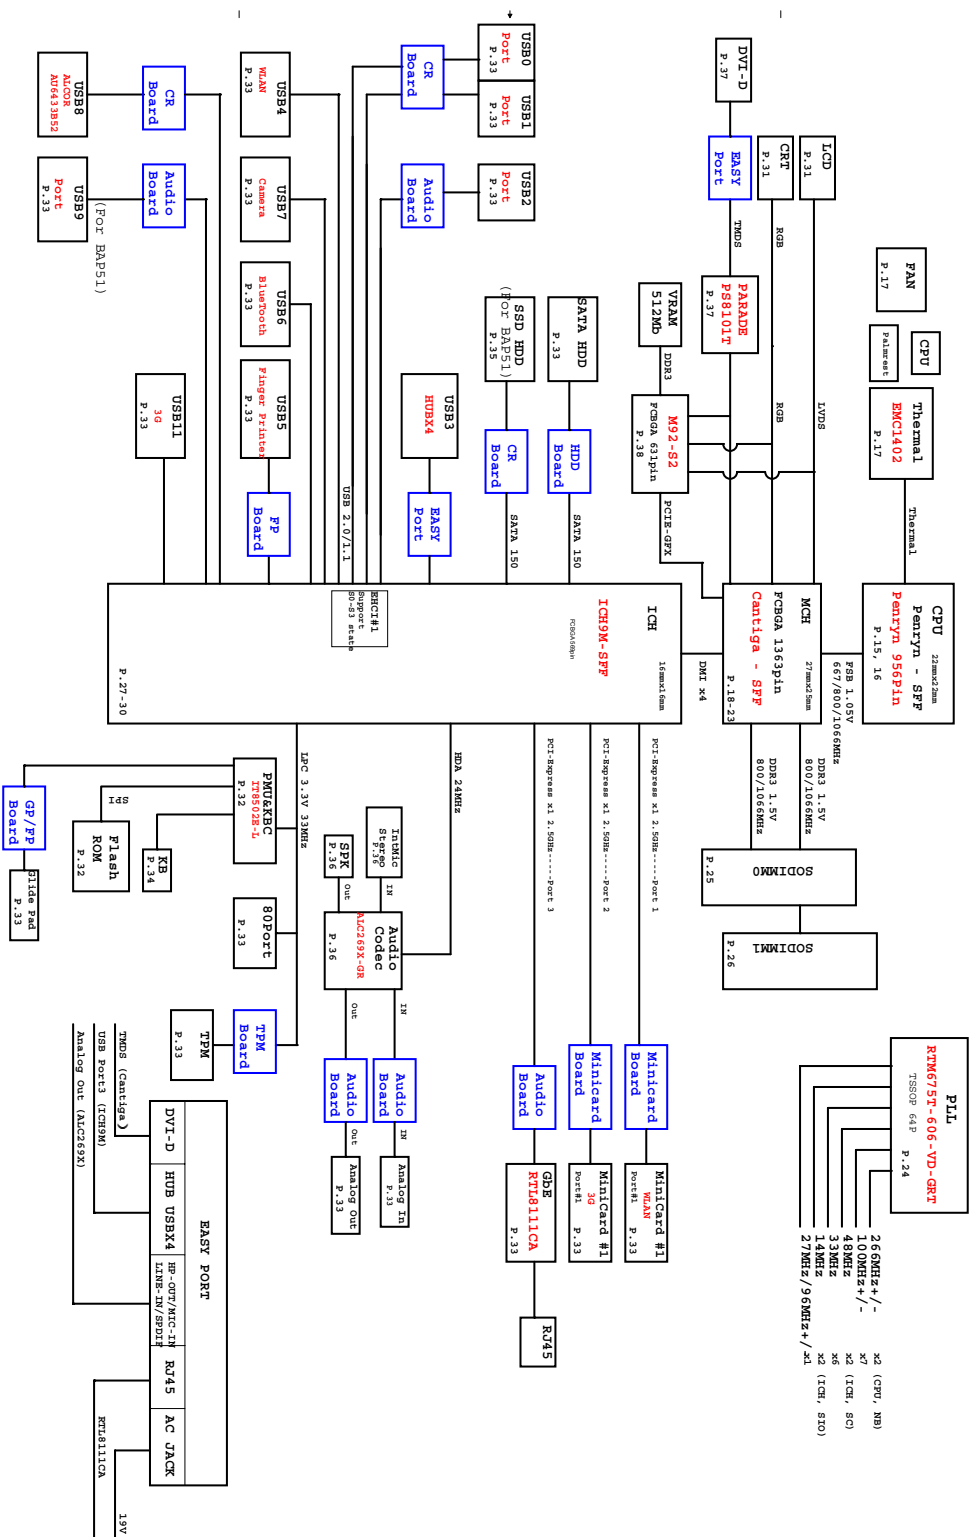 FAN
P.17
CPU
Palmrest
Thermal
EMC1402
P.17
Thermal
CPU
22mmx22mm
Penryn - SFF
Penryn 956Pin
P.15, 16
PLL
RTM675T-606-VD-GRT
TSSOP 64P
P.24
266MHz+/-
x2 (CPU, NB)
100MHz+/-
x7
48MHz
x2 (ICH, SC)
33MHz
x6
14MHz
x2 (ICH, SIO)
27MHz/96MHz+/-
x1
FSB 1.05V
667/800/1066MHz
LCD
P.31
LVDS
CRT
P.31
RGB
RGB
DVI-D
P.37
EASY
Port
TMDS
PARADE
PS8101T
P.37
MCH
27mmx25mm
FCBGA 1363pin
Cantiga - SFF
P.18-23
DDR3 1.5V
800/1066MHz
DDR3 1.5V
800/1066MHz
SODIMM0
P.25
SODIMM1
P.26
VRAM
512Mb
DDR3
M92-S2
FCBGA 631pin
P.38
PCIE-GFX
DMI x4
ICH
16mmx16mm
ICH9M-SFF
FCBGA569pin
P.27-30
EHCI#1
Support
S0-S3 state
SATA HDD
P.33
HDD
Board
SATA 150
SSD HDD
P.35
(For BAP51)
CR
Board
SATA 150
PCI-Express x1 2.5GHz-----Port 1
Minicard
Board
MiniCard #1
WLAN
Port#1
P.33
PCI-Express x1 2.5GHz-----Port 2
Minicard
Board
MiniCard #1
3G
Port#1
P.33
PCI-Express x1 2.5GHz-----Port 3
Audio
Board
GbE
RTL8111CA
P.33
RJ45
USB0
Port
P.33
USB1
Port
P.33
CR
Board
USB2
Port
P.33
Audio
Board
USB3
HUBX4
EASY
Port
USB 2.0/1.1
USB4
WLAN
P.33
USB7
Camera
P.33
USB6
BlueTooth
P.33
USB5
Finger Printer
P.33
FP
Board
USB11
3G
P.33
CR
Board
USB8
ALCOR
AU6433B52
Audio
Board
USB9
Port
P.33
(For BAP51)
HDA 24MHz
IntMic
Stereo
P.36
IN
SPK
P.36
Out
Audio
Codec
ALC269X-GR
P.36
IN
Audio
Board
IN
Analog In
P.33
Out
Audio
Board
Out
Analog Out
P.33
LPC 3.3V 33MHz
PMU&KBC
IT8502E-L
P.32
SPI
KB
P.34
Flash
ROM
P.32
GP/FP
Board
Glide Pad
P.33
80Port
P.33
TPM
Board
TPM
P.33
TMDS (Cantiga)
USB Port3 (ICH9M)
Analog Out (ALC269X)
EASY PORT
DVI-D
HUB USBX4
HP-OUT/MIC-IN
LINE-IN/SPDIF
RJ45
AC JACK
RTL8111CA
19V